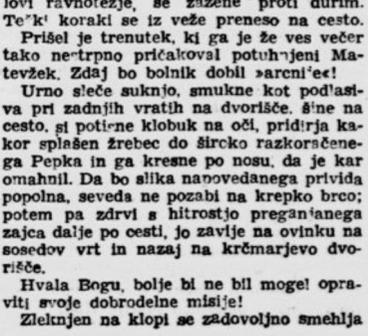 lovi ravnotežje, se zažene proti durim.
Težki koraki se iz veže preneso na cesto.
Prišel je trenutek, ki ga je že ves večer
tako nestrpno pričakoval potuhnjeni Ma-
tevžek. Zdaj bo bolnik dobil »arcnije«!
Urno sleče suknjo, smukne kot podlasi-
va pri zadnjih vratih na dvorišče, šine na
cesto, si potisne klobuk na oči, pridirja ka-
kor splašen žrebec do široko razkoračene-
ga Pepka in ga kresne po nosu, da je kar
omahnil. Da bo slika napovedanega privida
popolna, seveda ne pozabi na krepko brco;
potem pa zdrvi s hitrostjo preganjanega
zajca dalje po cesti, jo zavije na ovinku na
sosedov vrt in nazaj na krčmarjevo dvo-
rišče.
Hvala Bogu, bolje bi ne bil mogel opra-
viti svoje dobrodelne misije!
Zleknjen na klopi se zadovoljno smehlja